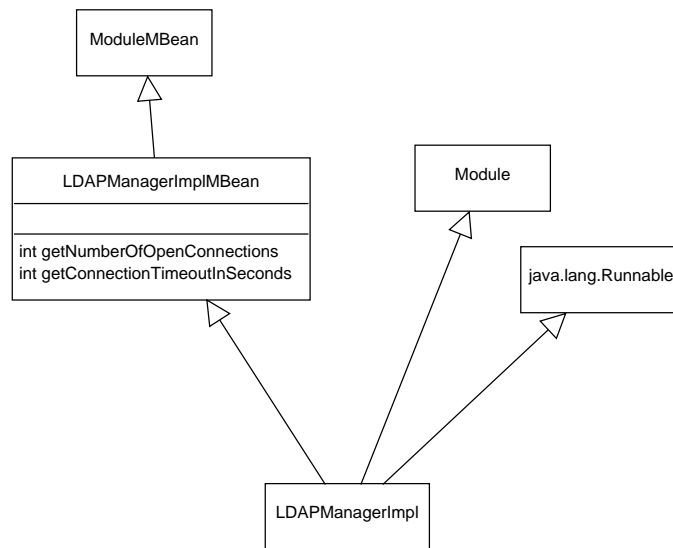 ModuleMBean
LDAPManagerImplMBean
int getNumberOfOpenConnections
int getConnectionTimeoutInSeconds
Module
java.lang.Runnable
LDAPManagerImpl